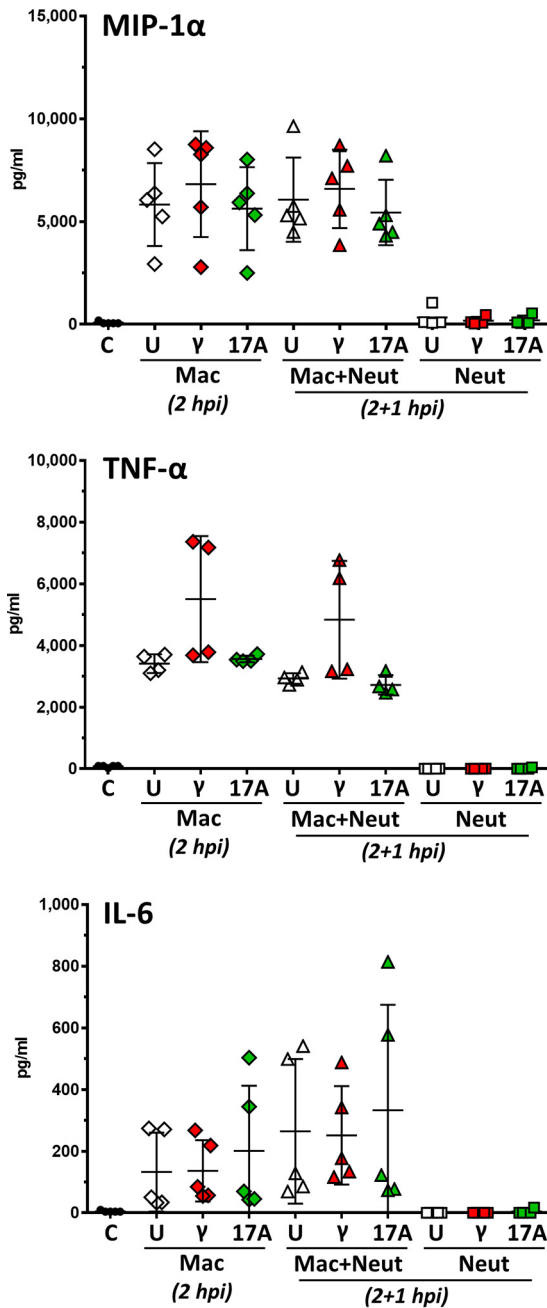 MIP-1α
15,000
10,000
pg/ml
5,000
0
C U γ 17A U γ 17A U γ 17A
Mac Mac+Neut Neut
(2 hpi) (2+1 hpi)
TNF-α
10,000
8,000
6,000
pg/ml
4,000
2,000
0
C U γ 17A U γ 17A U γ 17A
Mac Mac+Neut Neut
(2 hpi) (2+1 hpi)
IL-6
1,000
800
600
pg/ml
400
200
0
C U γ 17A U γ 17A U γ 17A
Mac Mac+Neut Neut
(2 hpi) (2+1 hpi)